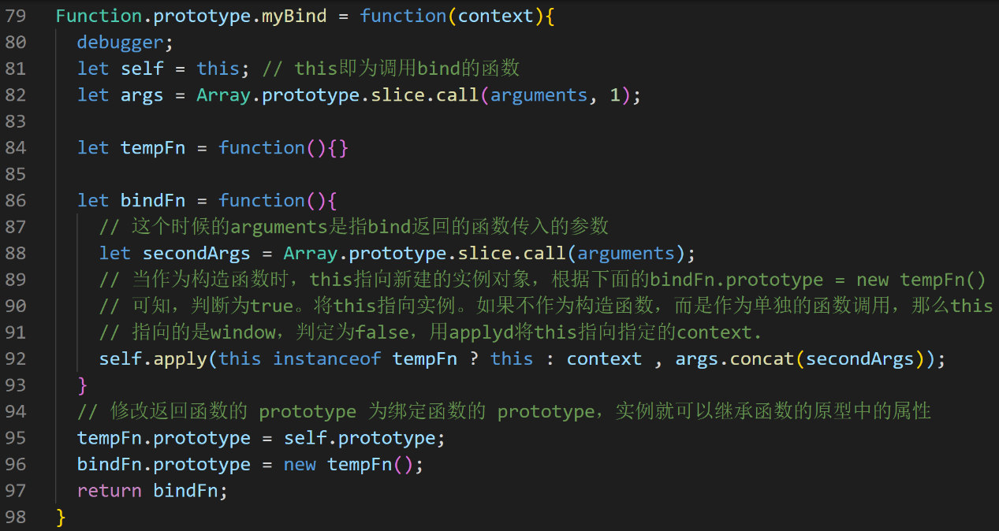 79 Function.prototype.myBind = function(context){
80 debugger;
81 let self = this; // this即为调用bind的函数
82 let args = Array.prototype.slice.call(arguments, 1);
83
84 let tempFn = function(){}
85
86 let bindFn = function(){
87 // 这个时候的arguments是指bind返回的函数传入的参数
88 let secondArgs = Array.prototype.slice.call(arguments);
89 // 当作为构造函数时，this指向新建的实例对象，根据下面的bindFn.prototype = new tempFn()
90 // 可知，判断为true。将this指向实例。如果不作为构造函数，而是作为单独的函数调用，那么this
91 // 指向的是window，判定为false，用applyd将this指向指定的context.
92 self.apply(this instanceof tempFn ? this : context , args.concat(secondArgs));
93 }
94 // 修改返回函数的 prototype 为绑定函数的 prototype，实例就可以继承函数的原型中的属性
95 tempFn.prototype = self.prototype;
96 bindFn.prototype = new tempFn();
97 return bindFn;
98 }